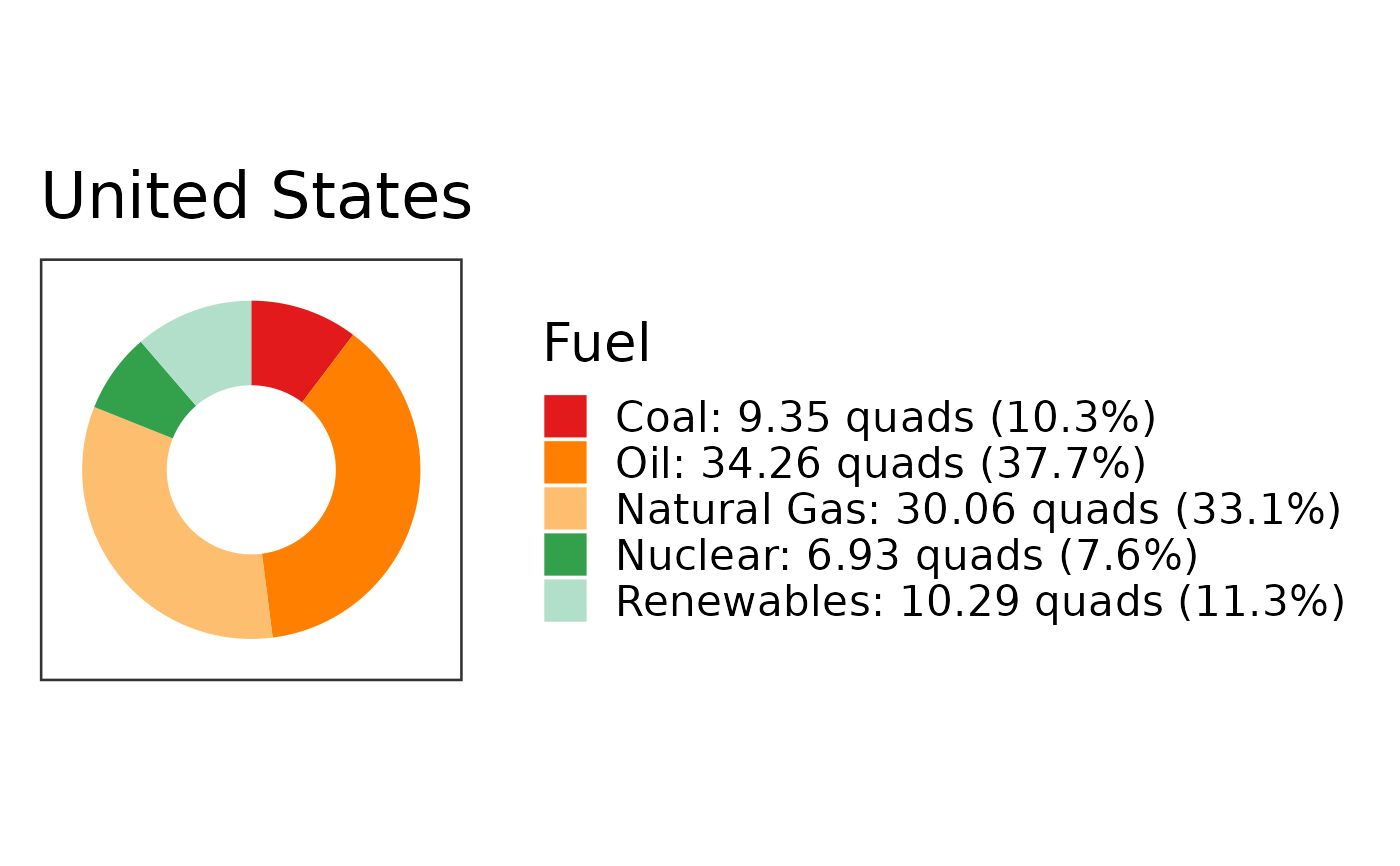 United States
Fuel
Coal: 9.35 quads (10.3%)
Oil: 34.26 quads (37.7%)
Natural Gas: 30.06 quads (33.1%)
Nuclear: 6.93 quads (7.6%)
Renewables: 10.29 quads (11.3%)